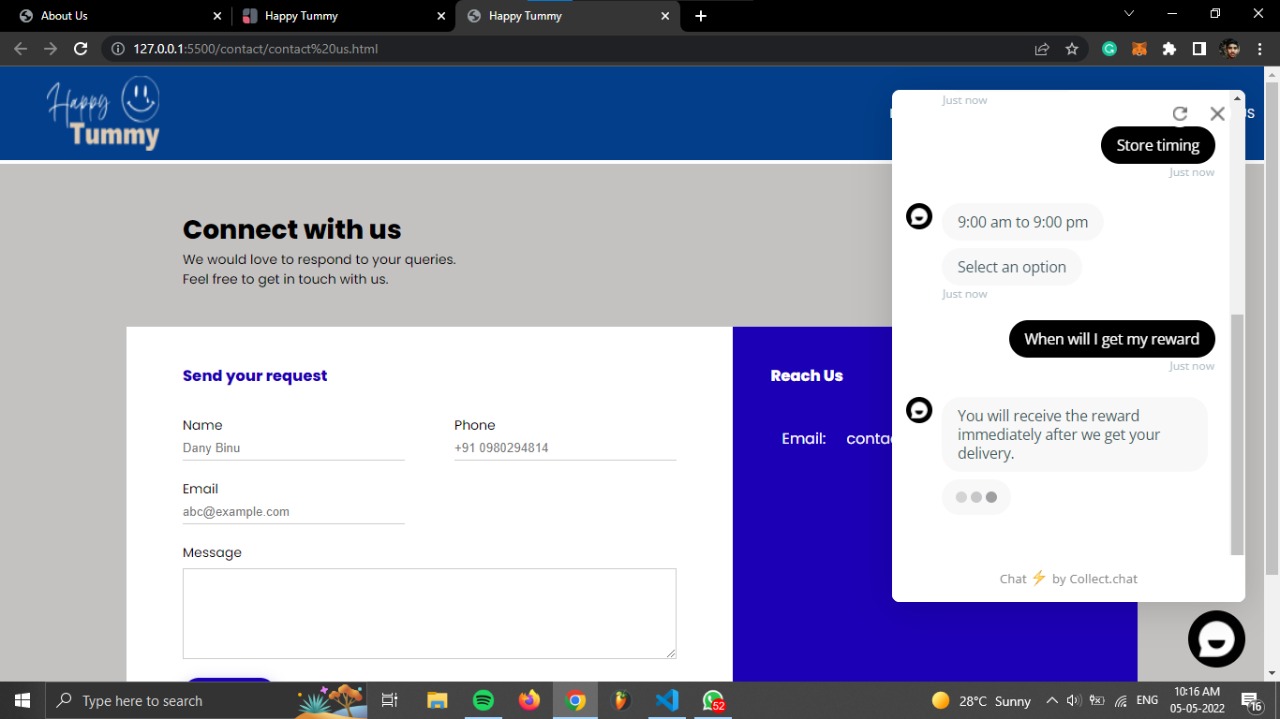 About Us
Happy Tummy
Happy Tummy
127.0.0.1:5500/contact/contact%20us.html
Happy
Tummy
US
Just now
Store timing
Just now
9:00 am to 9:00 pm
Select an option
Just now
When will I get my reward
Just now
You will receive the reward
immediately after we get your
delivery.
Chat ⚡ by Collect.chat
Connect with us
We would love to respond to your queries.
Feel free to get in touch with us.
Send your request
Name
Dany Binu
Phone
+91 0980294814
Email
abc@example.com
Message
Reach Us
Email:
Type here to search
52
28°C Sunny
ENG
10:16 AM
05-05-2022
16